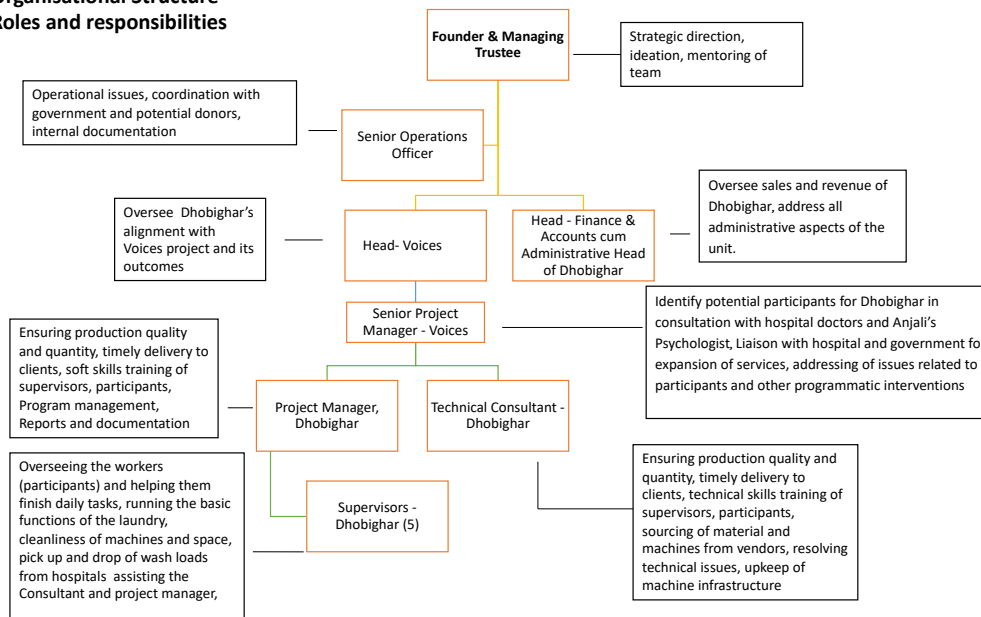 Organisational Structure
Roles and responsibilities
Founder & Managing
Trustee
Strategic direction,
ideation, mentoring of
team
Operational issues, coordination with
government and potential donors,
internal documentation
Senior Operations
Officer
Oversee Dhobighar's
alignment with
Voices project and its
outcomes
Head- Voices
Head - Finance &
Accounts cum
Administrative Head
of Dhobighar
Oversee sales and revenue of
Dhobighar, address all
administrative aspects of the
unit.
Senior Project
Manager - Voices
Identify potential participants for Dhobighar in
consultation with hospital doctors and Anjali's
Psychologist, Liaison with hospital and government fo
expansion of services, addressing of issues related to
participants and other programmatic interventions
Ensuring production quality
and quantity, timely delivery to
clients, soft skills training of
supervisors, participants,
Program management,
Reports and documentation
Project Manager,
Dhobighar
Technical Consultant -
Dhobighar
Overseeing the workers
(participants) and helping them
finish daily tasks, running the basic
functions of the laundry,
cleanliness of machines and space,
pick up and drop of wash loads
from hospitals assisting the
Consultant and project manager,
Supervisors -
Dhobighar (5)
Ensuring production quality and
quantity, timely delivery to
clients, technical skills training of
supervisors, participants,
sourcing of material and
machines from vendors, resolving
technical issues, upkeep of
machine infrastructure